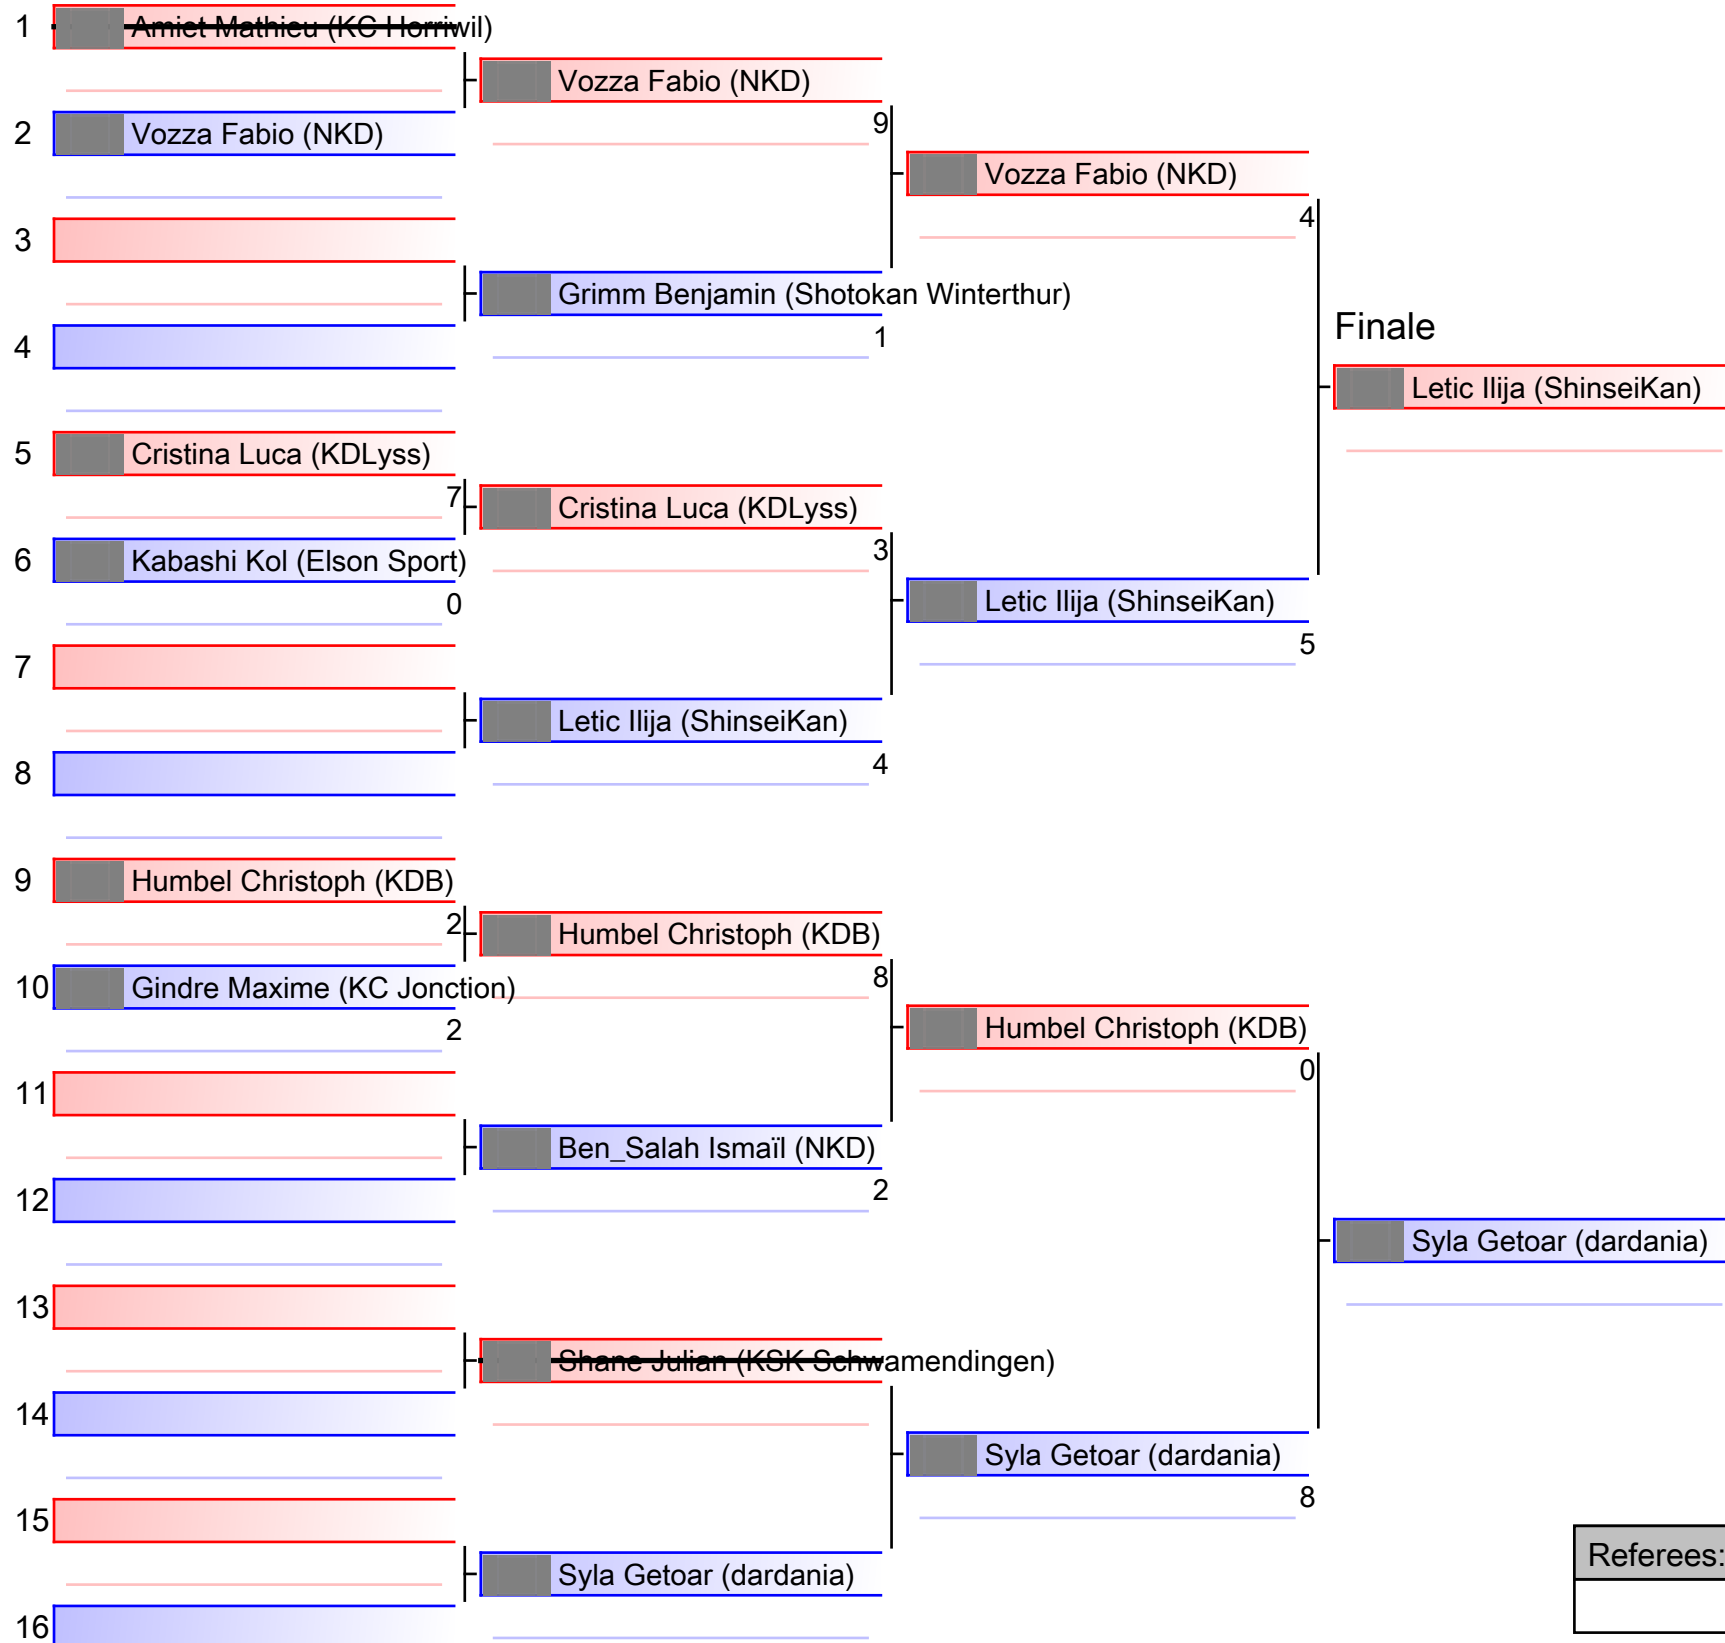 1 Amiet Mathieu (KC Horriwil)
Vozza Fabio (NKD)
9
2 Vozza Fabio (NKD)
Vozza Fabio (NKD)
4
3
Grimm Benjamin (Shotokan Winterthur)
1
Finale
4
Letic Ilija (ShinseiKan)
5 Cristina Luca (KDLyss)
7
Cristina Luca (KDLyss)
3
6 Kabashi Kol (Elson Sport)
0
Letic Ilija (ShinseiKan)
5
7
Letic Ilija (ShinseiKan)
4
8
9 Humbel Christoph (KDB)
2
Humbel Christoph (KDB)
8
10 Gindre Maxime (KC Jonction)
2
Humbel Christoph (KDB)
0
11
Ben_Salah Ismaïl (NKD)
2
12
Syla Getoar (dardania)
13
Shane Julian (KSK Schwamendingen)
14
Syla Getoar (dardania)
8
15
Referees:
Syla Getoar (dardania)
16